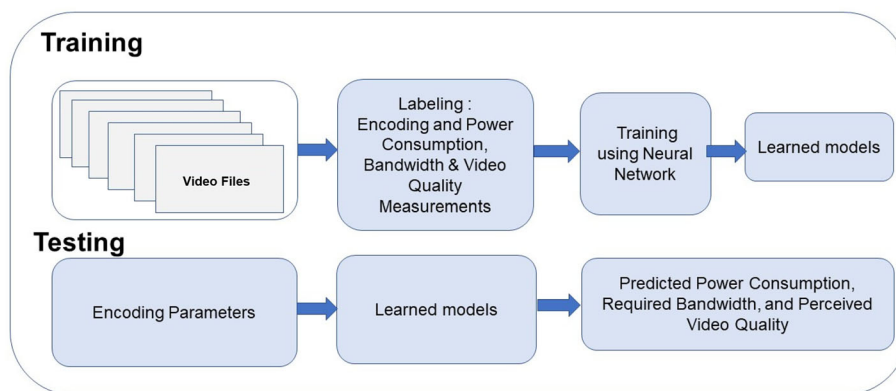 Training
Video Files
Labeling :
Encoding and Power
Consumption,
Bandwidth & Video
Quality
Measurements
Training
using Neural
Network
Learned models
Testing
Encoding Parameters
Learned models
Predicted Power Consumption,
Required Bandwidth, and Perceived
Video Quality